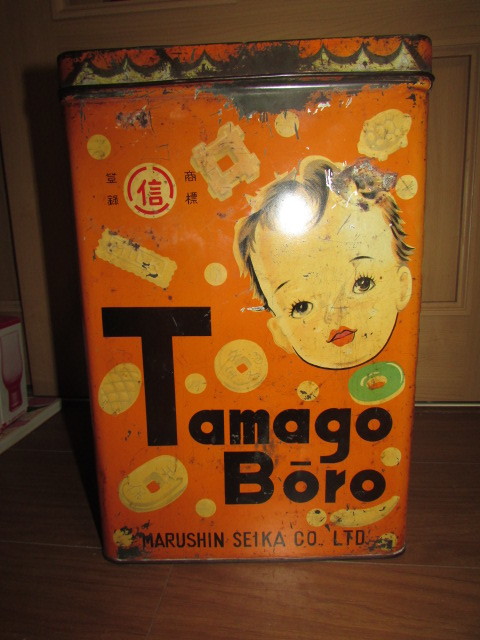 登録
信
商標
Tamago
Bōro
MARUSHIN SEIKA CO., LTD.